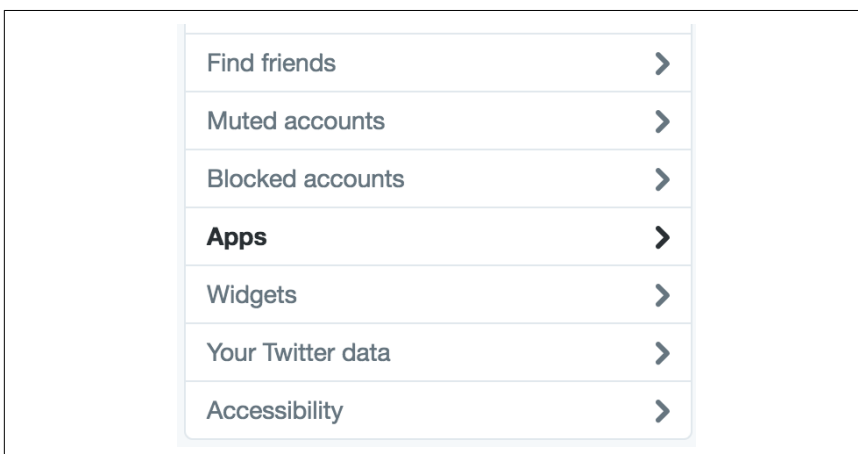 Find friends
Muted accounts
Blocked accounts
Apps
Widgets
Your Twitter data
Accessibility